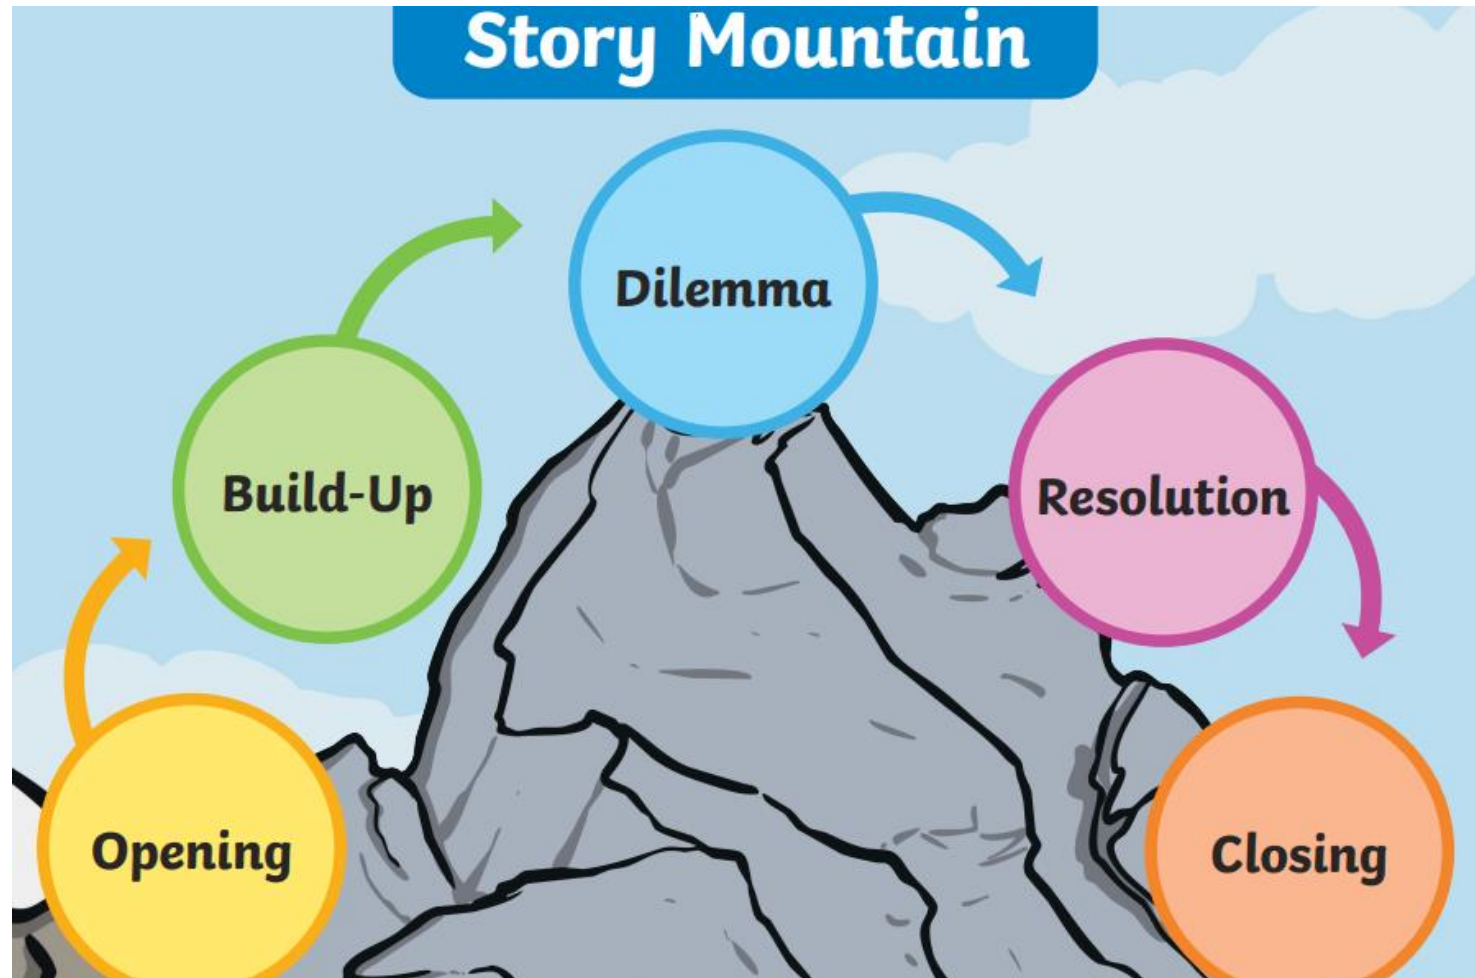 Story Mountain
Dilemma
Build-Up
Resolution
Opening
Closing